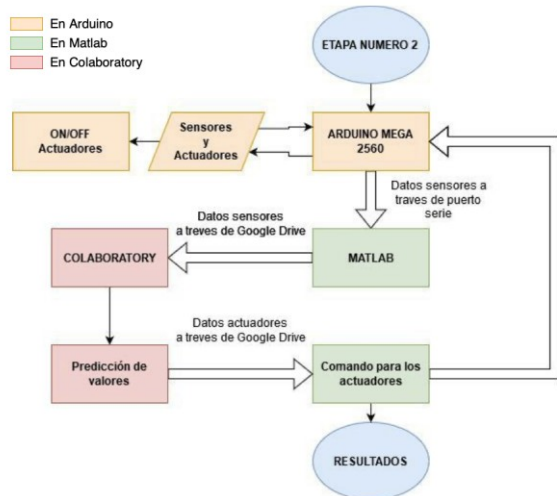 En Arduino
En Matlab
En Colaboratory
ETAPA NUMERO 2
ON/OFF
Actuadores
Sensores
y
Actuadores
ARDUINO MEGA
2560
Datos sensores a
traves de puerto
serie
Datos sensores
a treves de Google Drive
COLABORATORY
MATLAB
Datos actuadores
a treves de Google Drive
Predicción de
valores
Comando para los
actuadores
RESULTADOS